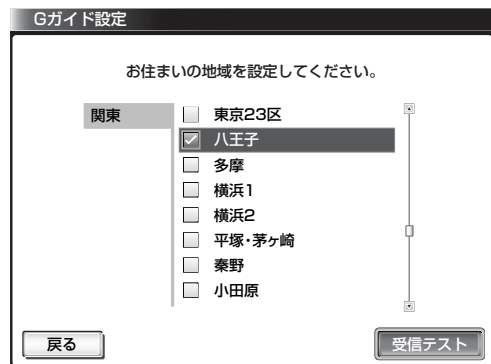 Gガイド設定
お住まいの地域を設定してください。
関東
東京23区
八王子
多摩
横浜1
横浜2
平塚・茅ヶ崎
秦野
小田原
戻る
受信テスト